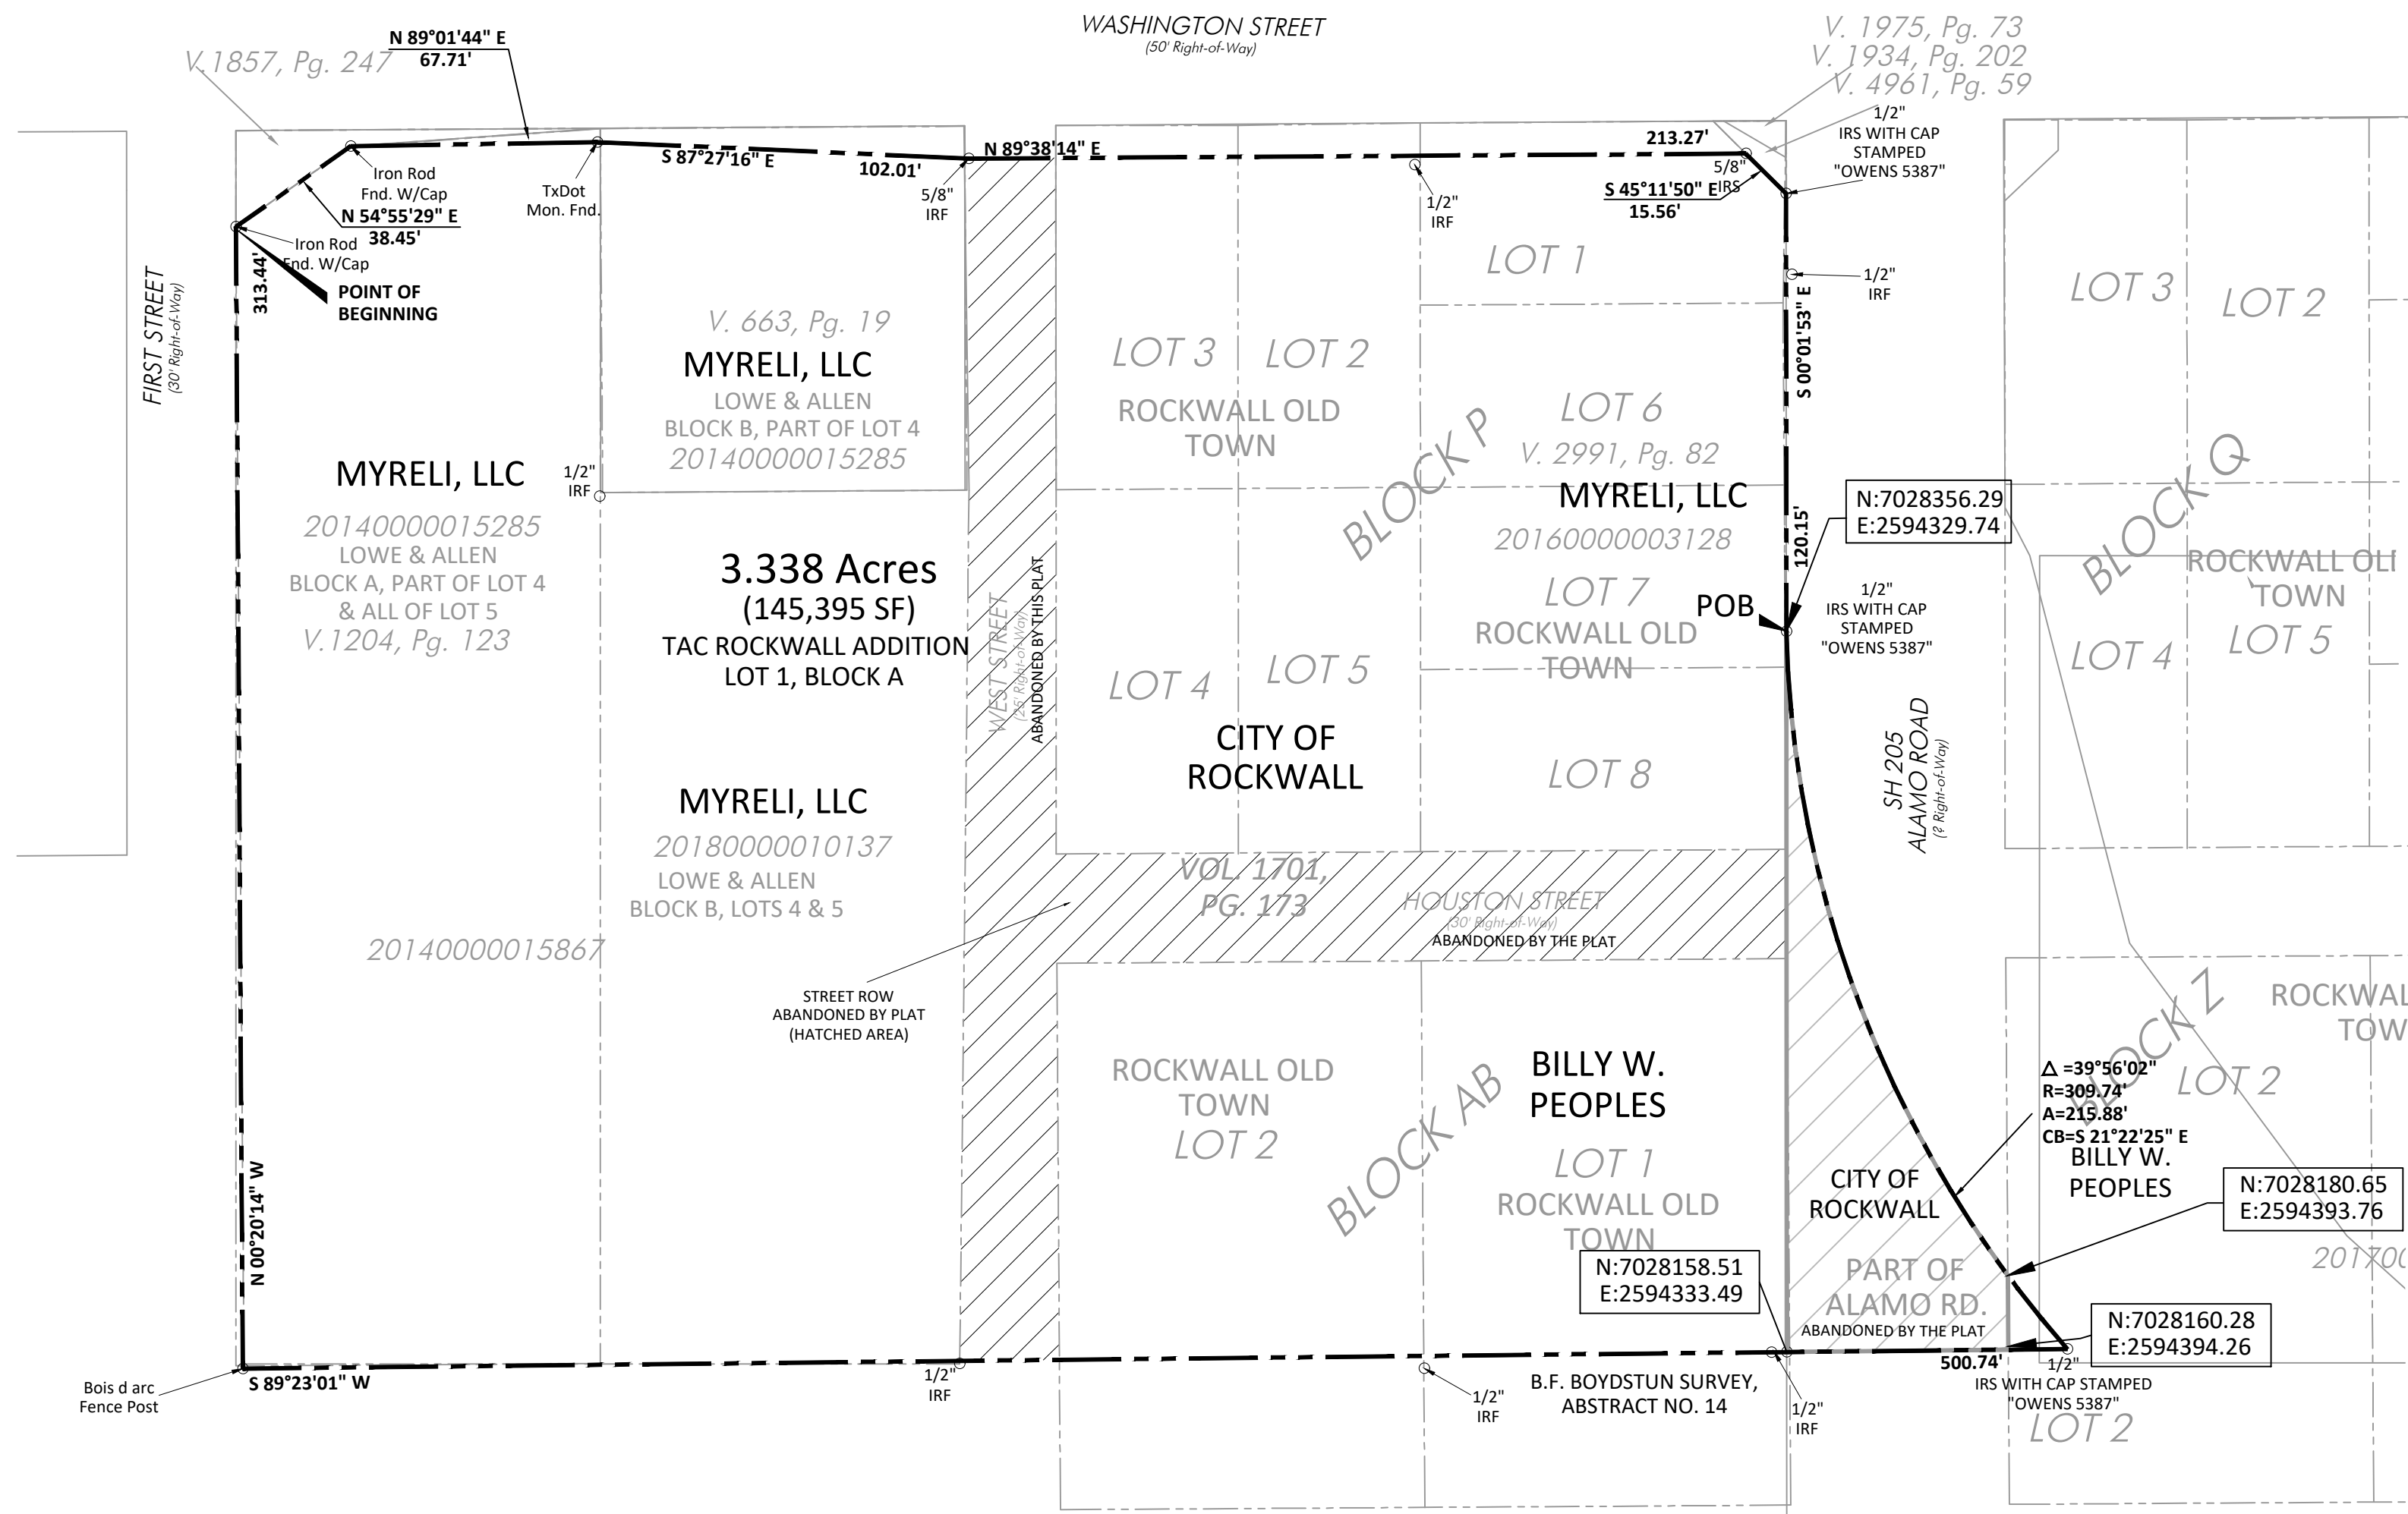 WASHINGTON STREET
(50' Right-of-Way)
V.1857, Pg. 247
N 89°01'44" E
67.71'
V. 1975, Pg. 73
V. 1934, Pg. 202
V. 4961, Pg. 59
1/2"
IRS WITH CAP
STAMPED
"OWENS 5387"
Iron Rod
Fnd. W/Cap
N 54°55'29" E
38.45'
Iron Rod
Fnd. W/Cap
313.44'
POINT OF
BEGINNING
TxDot
Mon. Fnd.
S 87°27'16" E
102.01'
5/8"
IRF
N 89°38'14" E
213.27'
1/2"
IRF
5/8"
IRS
S 45°11'50" E
15.56'
1/2"
IRF
S 00°01'53" E
120.15'
FIRST STREET
(30' Right-of-Way)
V. 663, Pg. 19
MYRELI, LLC
LOWE & ALLEN
BLOCK B, PART OF LOT 4
20140000015285
1/2"
IRF
MYRELI, LLC
20140000015285
LOWE & ALLEN
BLOCK A, PART OF LOT 4
& ALL OF LOT 5
V.1204, Pg. 123
3.338 Acres
(145,395 SF)
TAC ROCKWALL ADDITION
LOT 1, BLOCK A
WEST STREET
(25' Right-of-Way)
ABANDONED BY THIS PLAT
MYRELI, LLC
20180000010137
LOWE & ALLEN
BLOCK B, LOTS 4 & 5
20140000015867
STREET ROW
ABANDONED BY PLAT
(HATCHED AREA)
LOT 1
LOT 3
LOT 2
ROCKWALL OLD
TOWN
BLOCK P
LOT 6
V. 2991, Pg. 82
MYRELI, LLC
20160000003128
LOT 7
ROCKWALL OLD
TOWN
LOT 4
LOT 5
CITY OF
ROCKWALL
LOT 8
POB
N:7028356.29
E:2594329.74
1/2"
IRS WITH CAP
STAMPED
"OWENS 5387"
SH 205
ALAMO ROAD
(? Right-of-Way)
LOT 3
LOT 2
BLOCK Q
ROCKWALL OLD
TOWN
LOT 4
LOT 5
VOL. 1701,
PG. 173
HOUSTON STREET
(30' Right-of-Way)
ABANDONED BY THE PLAT
ROCKWALL OLD
TOWN
LOT 2
BLOCK AB
BILLY W.
PEOPLES
LOT 1
ROCKWALL OLD
TOWN
N:7028158.51
E:2594333.49
CITY OF
ROCKWALL
PART OF
ALAMO RD.
ABANDONED BY THE PLAT
BLOCK Z
ROCKWAL
TOW
LOT 2
Δ =39°56'02"
R=309.74'
A=215.88'
CB=S 21°22'25" E
BILLY W.
PEOPLES
N:7028180.65
E:2594393.76
201700
N:7028160.28
E:2594394.26
500.74'
1/2"
IRS WITH CAP STAMPED
"OWENS 5387"
LOT 2
N 00°20'14" W
Bois d arc
Fence Post
S 89°23'01" W
1/2"
IRF
1/2"
IRF
B.F. BOYDSTUN SURVEY,
ABSTRACT NO. 14
1/2"
IRF